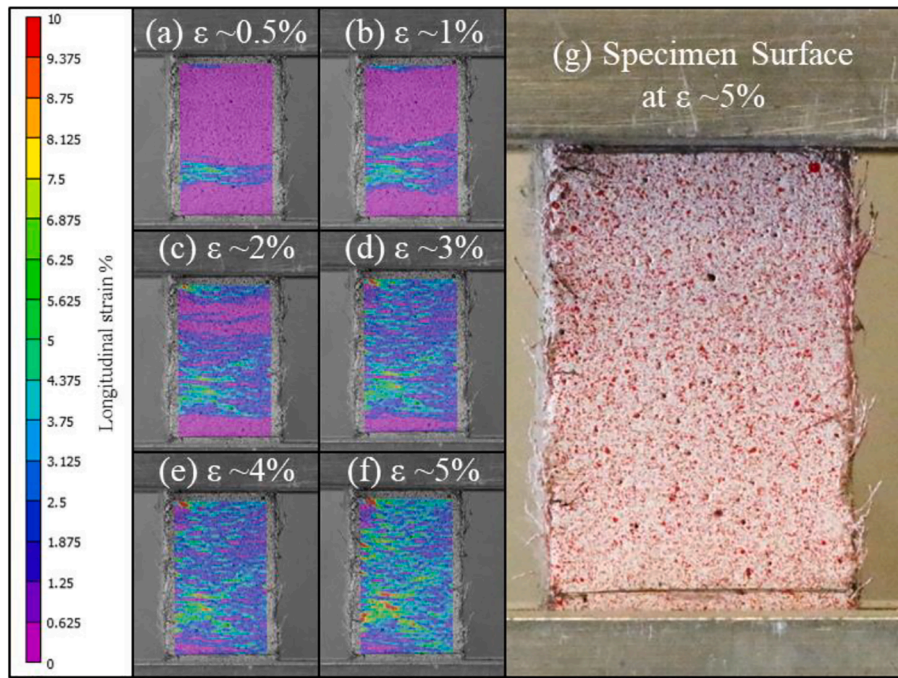 10
9.375
8.75
8.125
7.5
6.875
6.25
5.625
5
4.375
3.75
3.125
2.5
1.875
1.25
0.625
0
Longitudinal strain %
(a) ε ~0.5%
(b) ε ~1%
(c) ε ~2%
(d) ε ~3%
(e) ε ~4%
(f) ε ~5%
(g) Specimen Surface
at ε ~5%